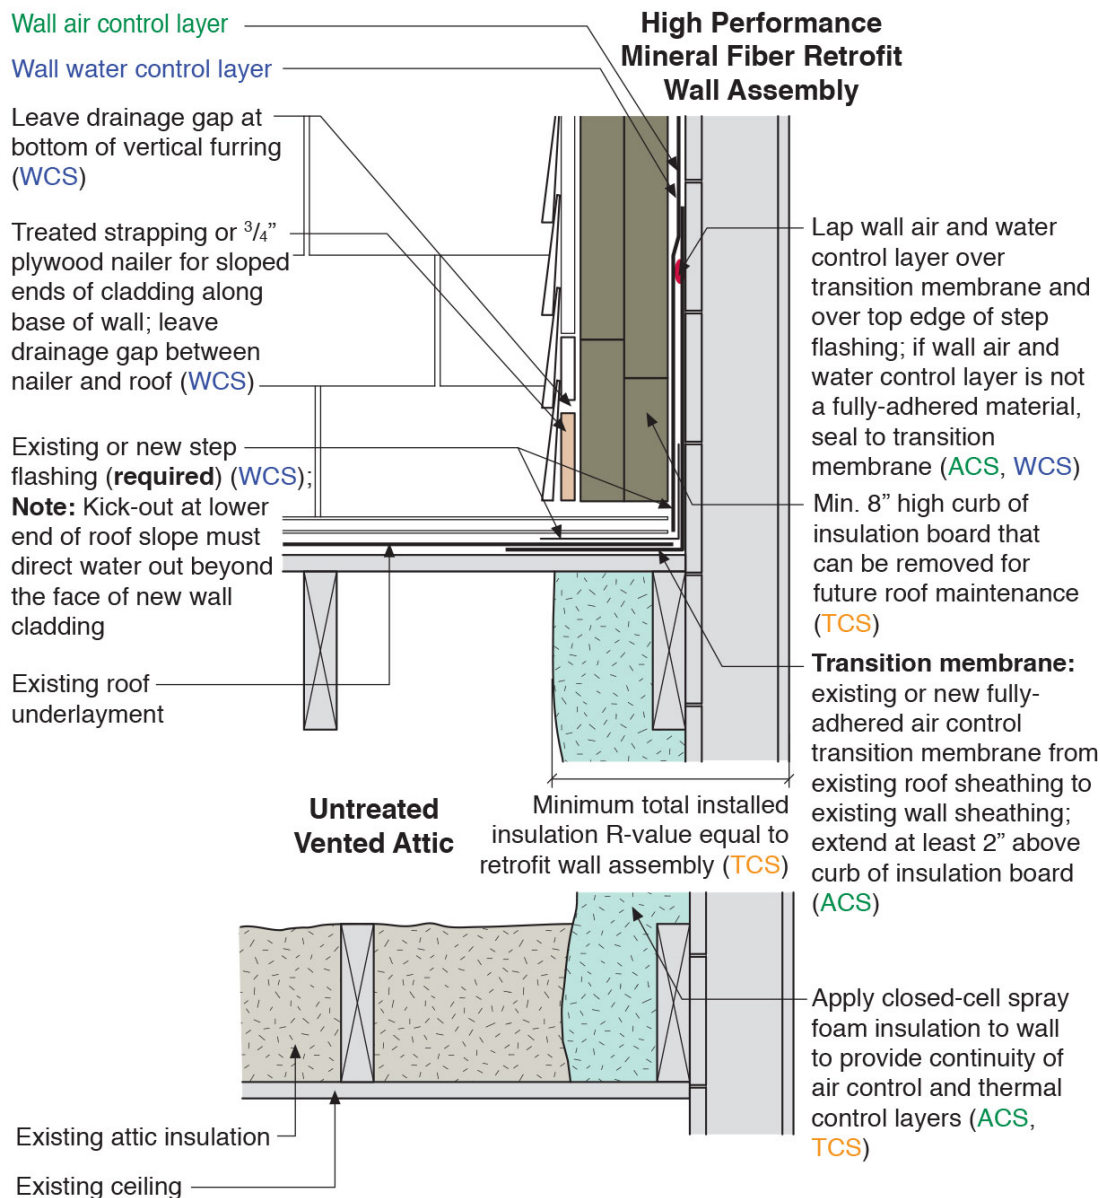 Wall air control layer
Wall water control layer
High Performance
Mineral Fiber Retrofit
Wall Assembly
Leave drainage gap at
bottom of vertical furring
(WCS)
Treated strapping or 3/4”
plywood nailer for sloped
ends of cladding along
base of wall; leave
drainage gap between
nailer and roof (WCS)
Existing or new step
flashing (required) (WCS);
Note: Kick-out at lower
end of roof slope must
direct water out beyond
the face of new wall
cladding
Existing roof
underlayment
Lap wall air and water
control layer over
transition membrane and
over top edge of step
flashing; if wall air and
water control layer is not
a fully-adhered material,
seal to transition
membrane (ACS, WCS)
Min. 8” high curb of
insulation board that
can be removed for
future roof maintenance
(TCS)
Transition membrane:
existing or new fully-
adhered air control
transition membrane from
existing roof sheathing to
existing wall sheathing;
extend at least 2” above
curb of insulation board
(ACS)
Untreated
Vented Attic
Minimum total installed
insulation R-value equal to
retrofit wall assembly (TCS)
Apply closed-cell spray
foam insulation to wall
to provide continuity of
air control and thermal
control layers (ACS,
TCS)
Existing attic insulation
Existing ceiling